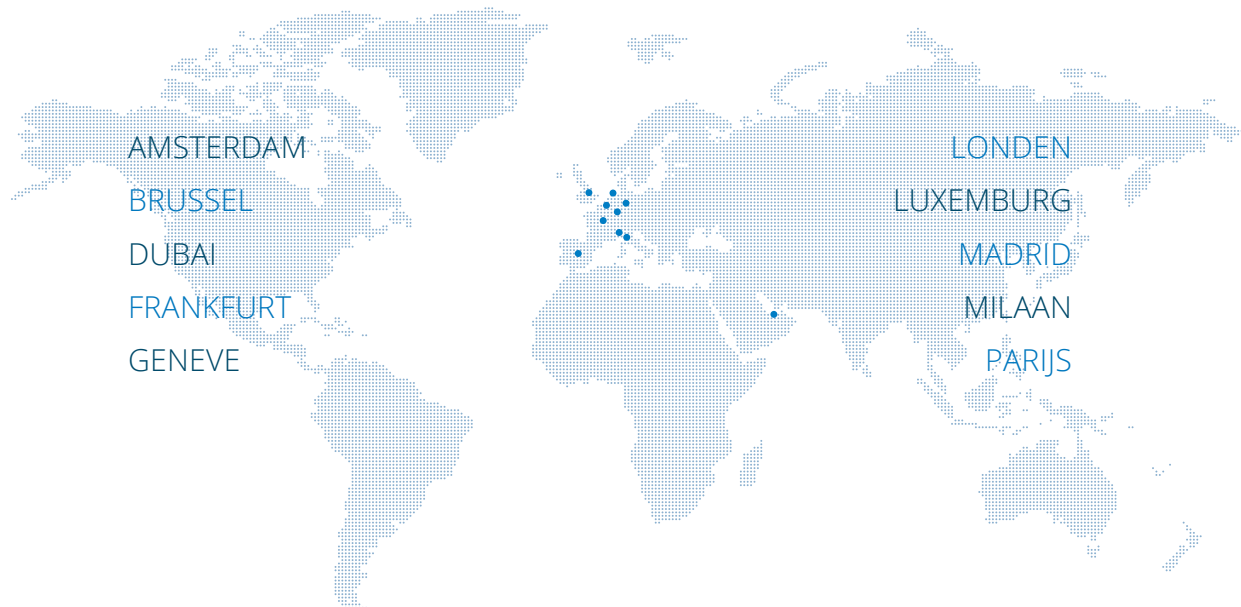 AMSTERDAM
BRUSSEL
DUBAI
FRANKFURT
GENEVE
LONDEN
LUXEMBURG
MADRID
MILAAN
PARIJS